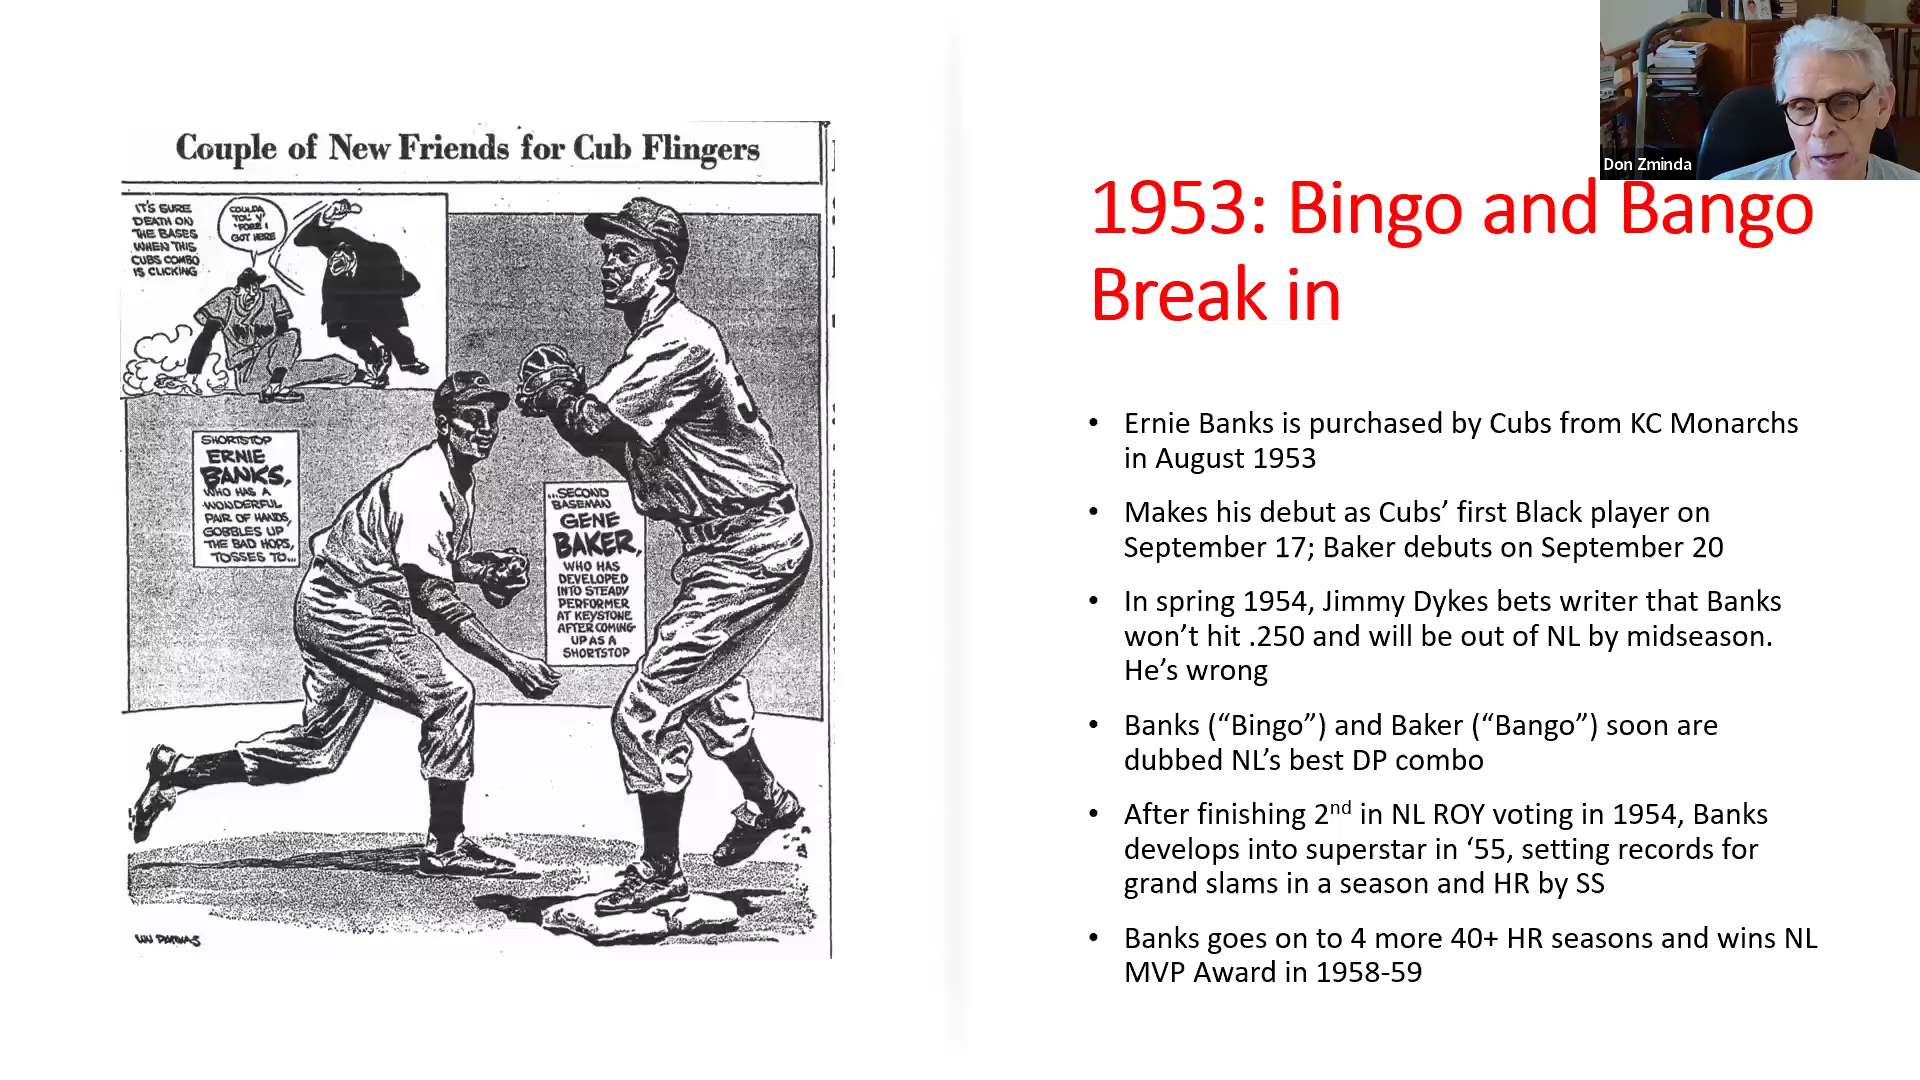 Don Zminda
Couple of New Friends for Cub Flingers
IT'S SURE
DEATH ON
THE BASES
WHEN THIS
CUBS COMBO
IS CLICKING
COULDA
TOL' Y'
'FORE I
GOT HERE
SHORTSTOP
ERNIE
BANKS,
WHO HAS A
WONDERFUL
PAIR OF HANDS,
GOBBLES UP
THE BAD HOPS,
TOSSES TO...
...SECOND
BASEMAN
GENE
BAKER,
WHO HAS
DEVELOPED
INTO STEADY
PERFORMER
AT KEYSTONE
AFTER COMING
UP AS A
SHORTSTOP
1953: Bingo and Bango
Break in
• Ernie Banks is purchased by Cubs from KC Monarchs
in August 1953
• Makes his debut as Cubs’ first Black player on
September 17; Baker debuts on September 20
• In spring 1954, Jimmy Dykes bets writer that Banks
won’t hit .250 and will be out of NL by midseason.
He’s wrong
• Banks (“Bingo”) and Baker (“Bango”) soon are
dubbed NL’s best DP combo
• After finishing 2nd in NL ROY voting in 1954, Banks
develops into superstar in ‘55, setting records for
grand slams in a season and HR by SS
• Banks goes on to 4 more 40+ HR seasons and wins NL
MVP Award in 1958-59